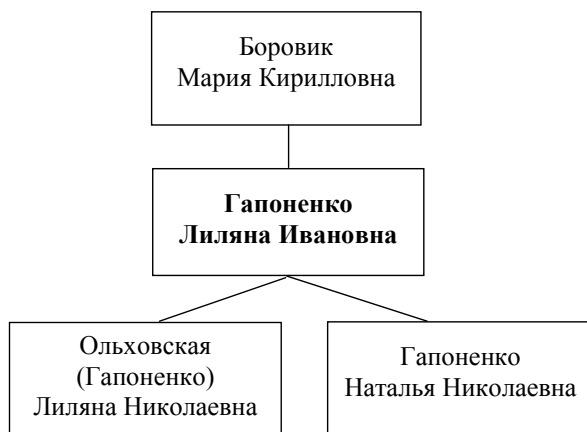 Боровик
Мария Кирилловна
Гапоненко
Лиляна Ивановна
Ольховская
(Гапоненко)
Лиляна Николаевна
Гапоненко
Наталья Николаевна